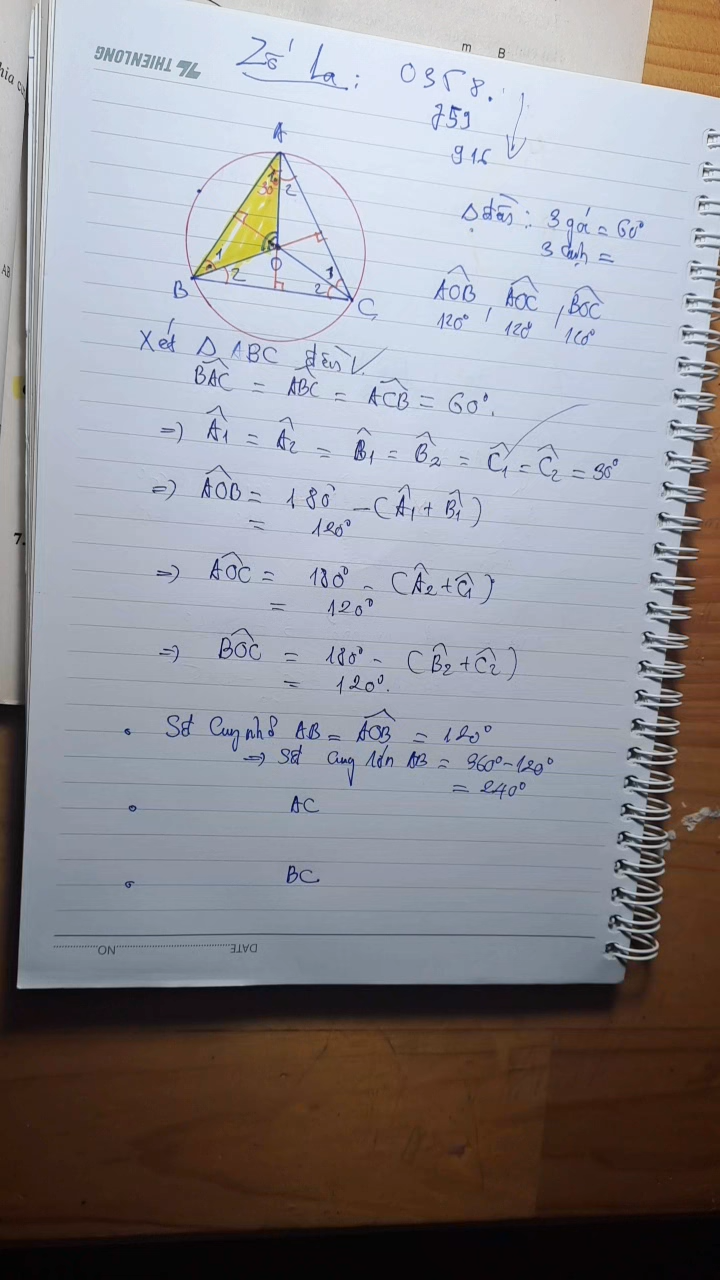 m B
THIENLONG
0358.
759
916
A
30°
2
1
2
O
1
2
B
C
Δ đều: 3 góc = 60°
3 cạnh =
AOB, AOC, BOC
120° 120° 120°
Xét Δ ABC đều
BAC = ABC = ACB = 60°.
=> A1 = A2 = B1 = B2 = C1 = C2 = 30°
=> AOB = 180° - (A1 + B1)
= 120°
=> AOC = 180° - (A2 + C1)
= 120°
=> BOC = 180° - (B2 + C2)
= 120°.
Sđ Cung nhỏ AB = AOB = 120°
=> Sđ cung lớn AB = 360° - 120°
= 240°
AC
BC
AB
7.
DATE NO